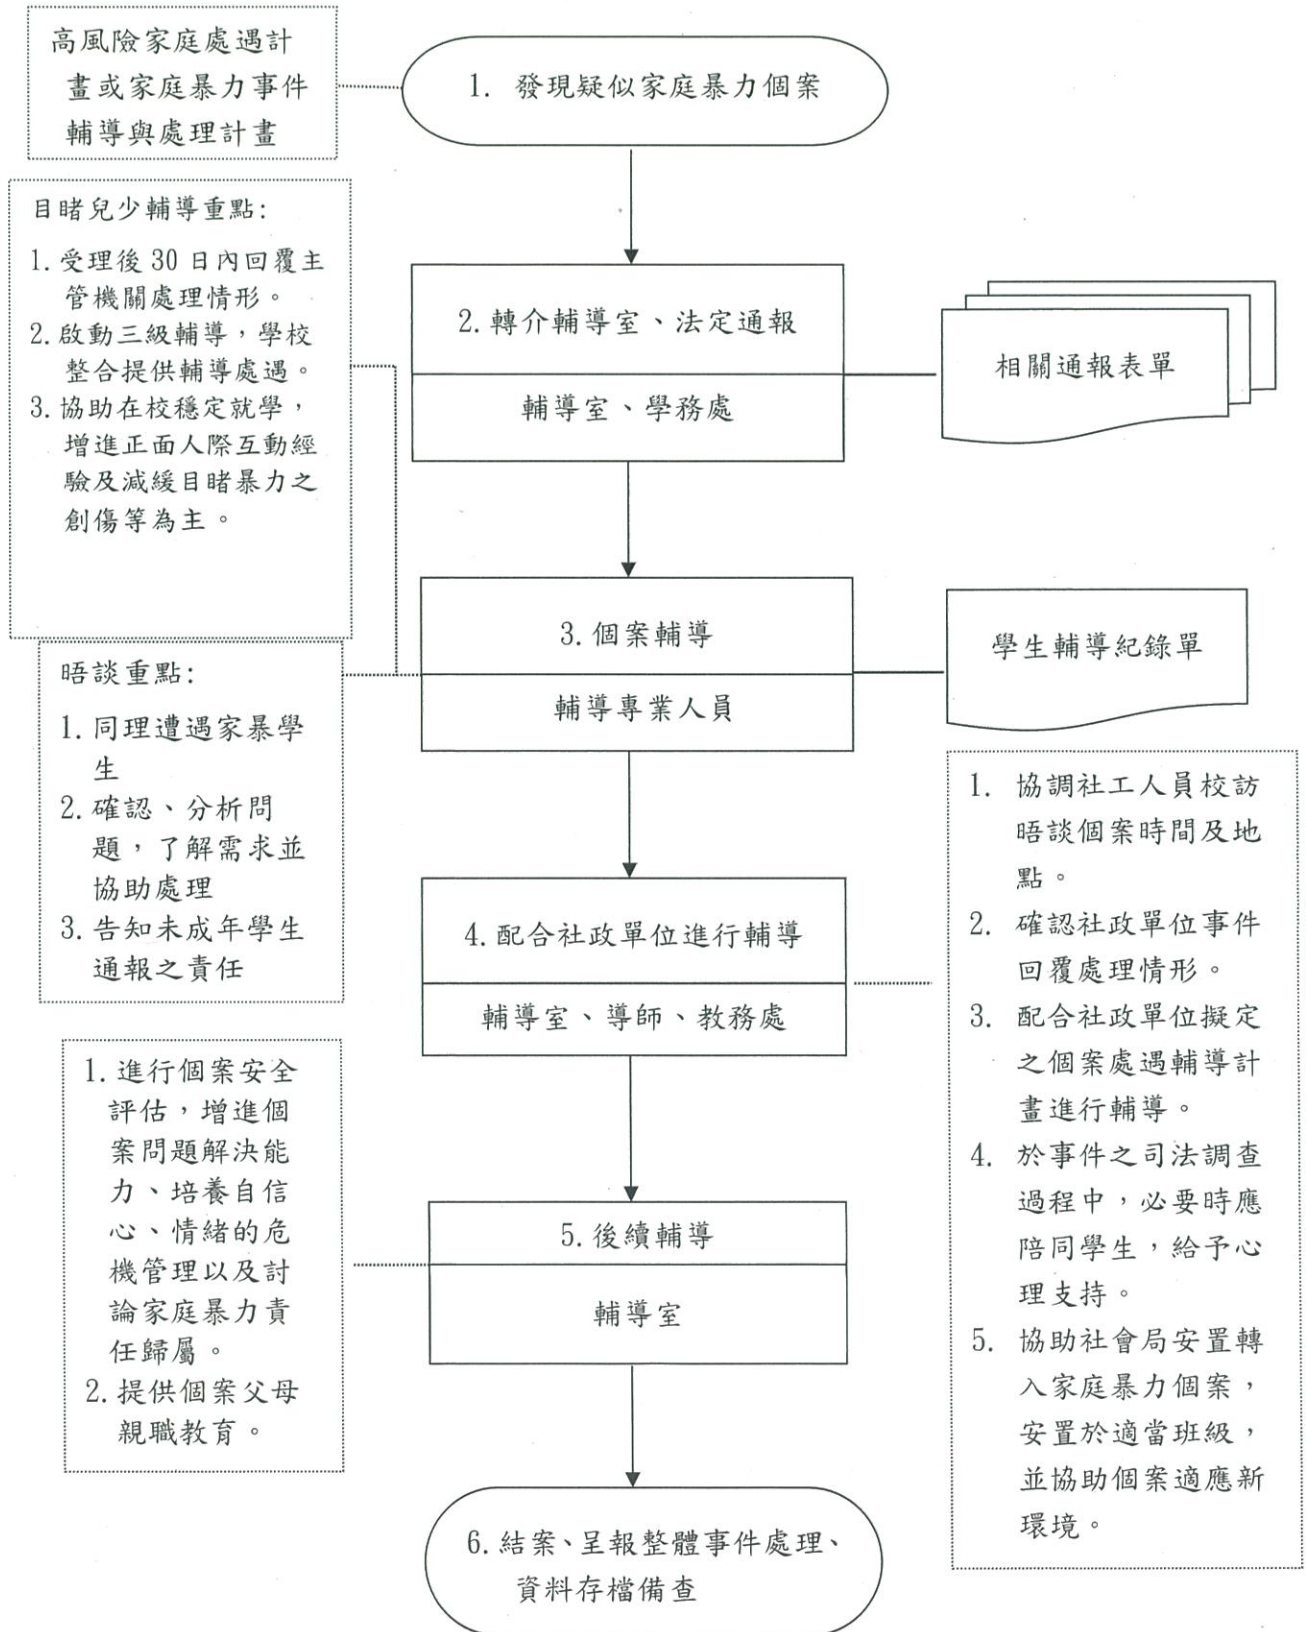 高風險家庭處遇計
畫或家庭暴力事件
輔導與處理計畫
1. 發現疑似家庭暴力個案
目睹兒少輔導重點:
1.受理後30日內回覆主
管機關處理情形。
2.啟動三級輔導，學校
整合提供輔導處遇。
3.協助在校穩定就學，
增進正面人際互動經
驗及減緩目睹暴力之
創傷等為主。
2.轉介輔導室、法定通報
輔導室、學務處
相關通報表單
3.個案輔導
輔導專業人員
學生輔導紀錄單
晤談重點:
1.同理遭遇家暴學
生
2.確認、分析問
題，了解需求並
協助處理
3.告知未成年學生
通報之責任
4.配合社政單位進行輔導
輔導室、導師、教務處
1. 協調社工人員校訪
晤談個案時間及地
點。
2. 確認社政單位事件
回覆處理情形。
3. 配合社政單位擬定
之個案處遇輔導計
畫進行輔導。
4. 於事件之司法調查
過程中，必要時應
陪同學生，給予心
理支持。
5. 協助社會局安置轉
入家庭暴力個案，
安置於適當班級，
並協助個案適應新
環境。
1.進行個案安全
評估，增進個
案問題解決能
力、培養自信
心、情緒的危
機管理以及討
論家庭暴力責
任歸屬。
2.提供個案父母
親職教育。
5.後續輔導
輔導室
6.結案、呈報整體事件處理、
資料存檔備查